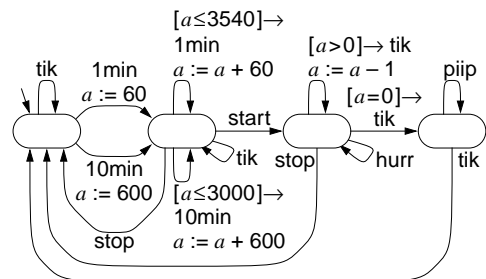 [a≤3540]→
1min
a := a + 60
[a>0]→ tik
a := a − 1
[a=0]→
tik
tik
1min
a := 60
piip
start
10min
a := 600
tik
stop
hurr
tik
[a≤3000]→
10min
a := a + 600
stop